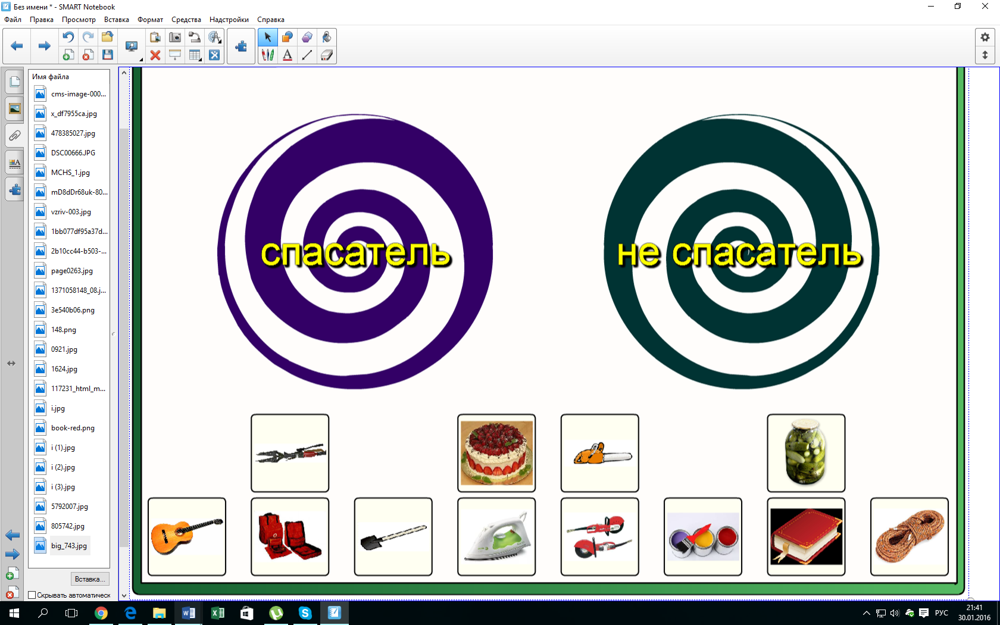 Без имени * - SMART Notebook
Файл Правка Просмотр Вставка Формат Средства Надстройки Справка
Имя файла
cms-image-000...
x_df7955ca.jpg
478385027.jpg
DSC00666.JPG
MCHS_1.jpg
mD8dDr68uk-80...
vzriv-003.jpg
1bb077df95a37d...
2b10cc44-b503-...
page0263.jpg
1371058148_08.j...
3e540b06.png
148.png
0921.jpg
1624.jpg
117231_html_m...
i.jpg
book-red.png
i (1).jpg
i (2).jpg
i (3).jpg
5792007.jpg
805742.jpg
big_743.jpg
Вставка...
Скрывать автоматическ
спасатель
не спасатель
РУС
21:41
30.01.2016